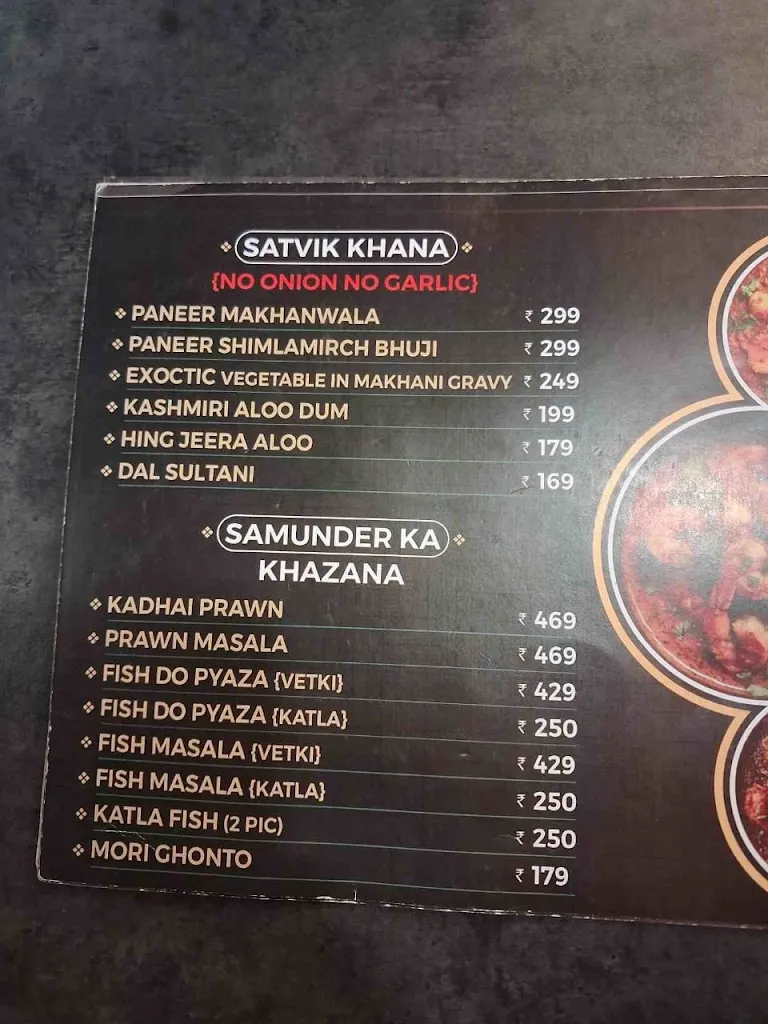 SATVIK KHANA
{NO ONION NO GARLIC}
PANEER MAKHANWALA ₹ 299
PANEER SHIMLAMIRCH BHUJI ₹ 299
EXOCTIC VEGETABLE IN MAKHANI GRAVY ₹ 249
KASHMIRI ALOO DUM ₹ 199
HING JEERA ALOO ₹ 179
DAL SULTANI ₹ 169
SAMUNDER KA
KHAZANA
KADHAI PRAWN ₹ 469
PRAWN MASALA ₹ 469
FISH DO PYAZA {VETKI} ₹ 429
FISH DO PYAZA {KATLA} ₹ 250
FISH MASALA {VETKI} ₹ 429
FISH MASALA {KATLA} ₹ 250
KATLA FISH (2 PIC) ₹ 250
MORI GHONTO ₹ 179